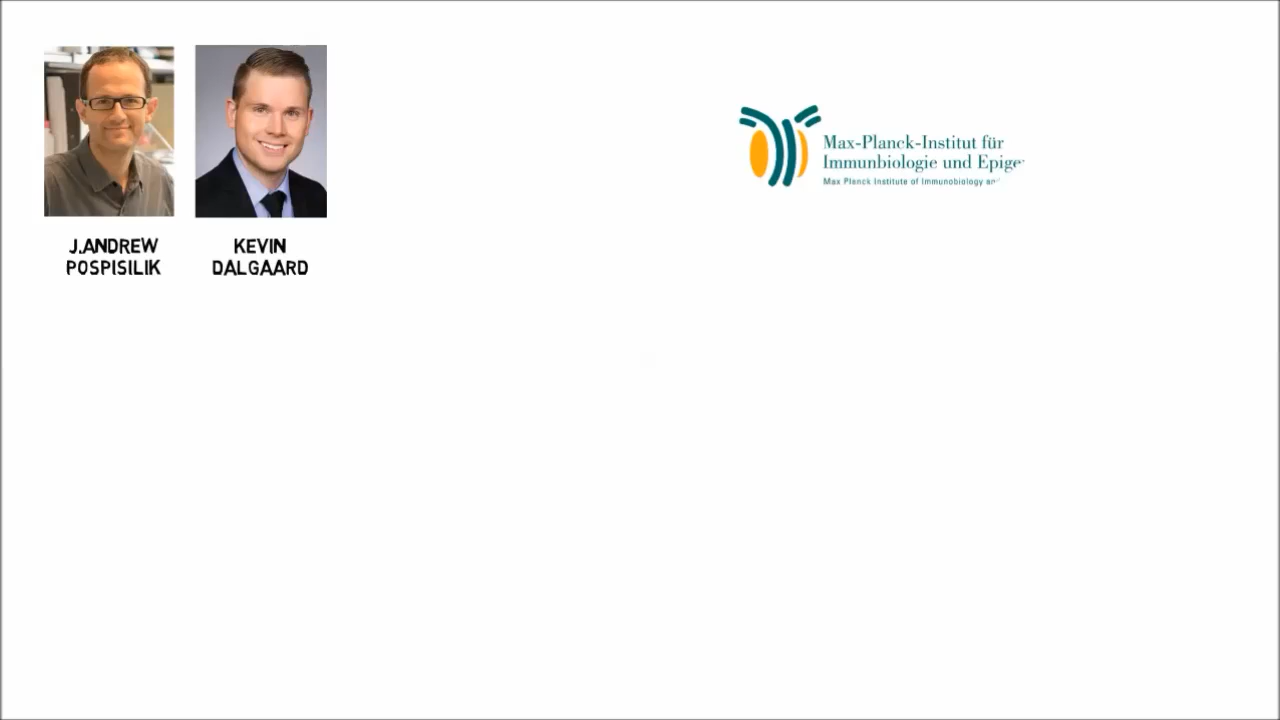 J.ANDREW
POSPISILIK
KEVIN
DALGAARD
Max-Planck-Institut für
Immunbiologie und Epige
Max Planck Institute of Immunobiology an